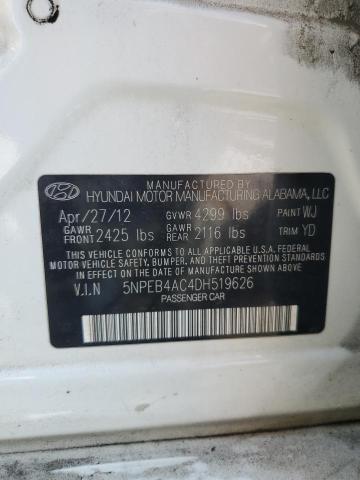 MANUFACTURED BY
HYUNDAI MOTOR MANUFACTURING ALABAMA, LLC
Apr/27/12 GVWR 4299 lbs PAINT WJ
GAWR FRONT 2425 lbs GAWR REAR 2116 lbs TRIM YD
THIS VEHICLE CONFORMS TO ALL APPLICABLE U.S.A. FEDERAL
MOTOR VEHICLE SAFETY, BUMPER, AND THEFT PREVENTION
STANDARDS IN EFFECT ON THE DATE OF MANUFACTURE SHOWN ABOVE.
V.I.N 5NPEB4AC4DH519626
PASSENGER CAR